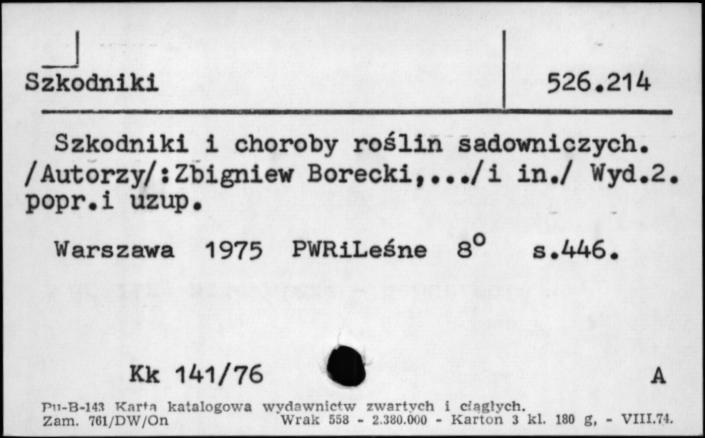 Szkodniki 526.214
Szkodniki i choroby roślin sadowniczych.
/Autorzy/:Zbigniew Borecki,.../i in./ Wyd.2.
popr.i uzup.
Warszawa 1975 PWRiLeśne 8° s.446.
Kk 141/76 A
Pu-B-143 Karta katalogowa wydawnictw zwartych i ciągłych.
Zam. 761/DW/On Wrak 558 - 2.380.000 - Karton 3 kl. 180 g, - VIII.74.